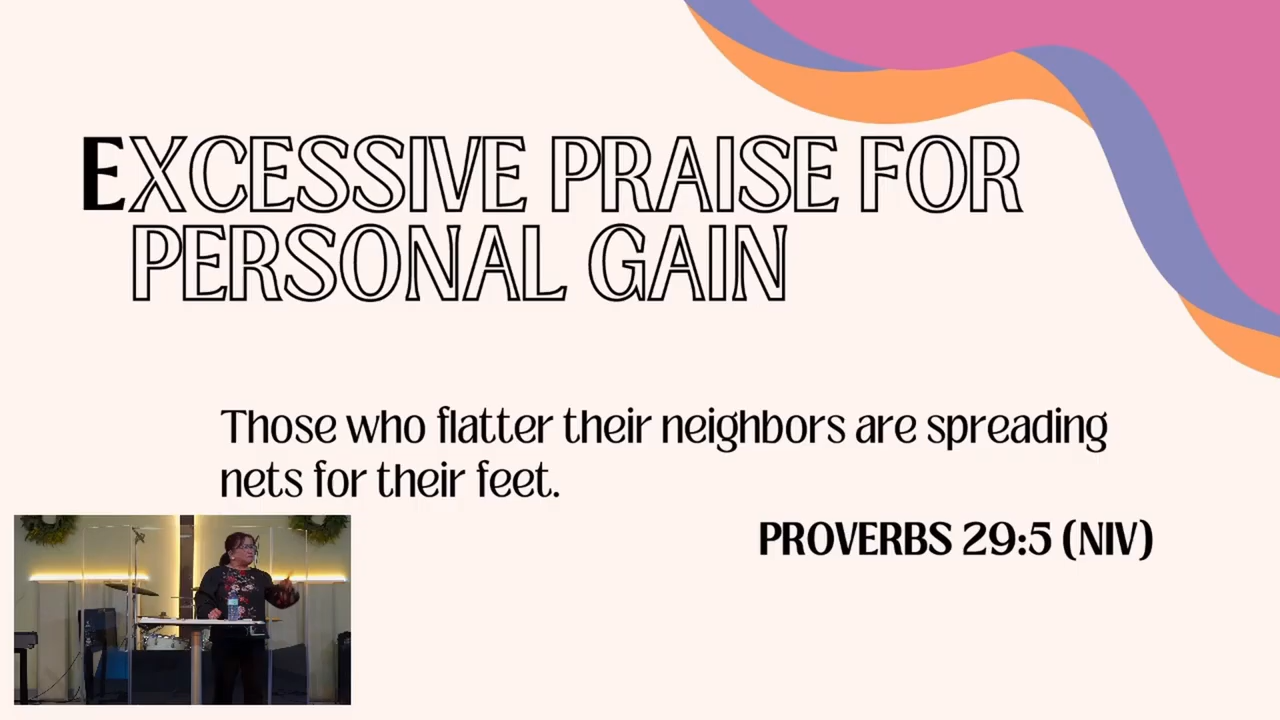 EXCESSIVE PRAISE FOR
PERSONAL GAIN
Those who flatter their neighbors are spreading
nets for their feet.
PROVERBS 29:5 (NIV)